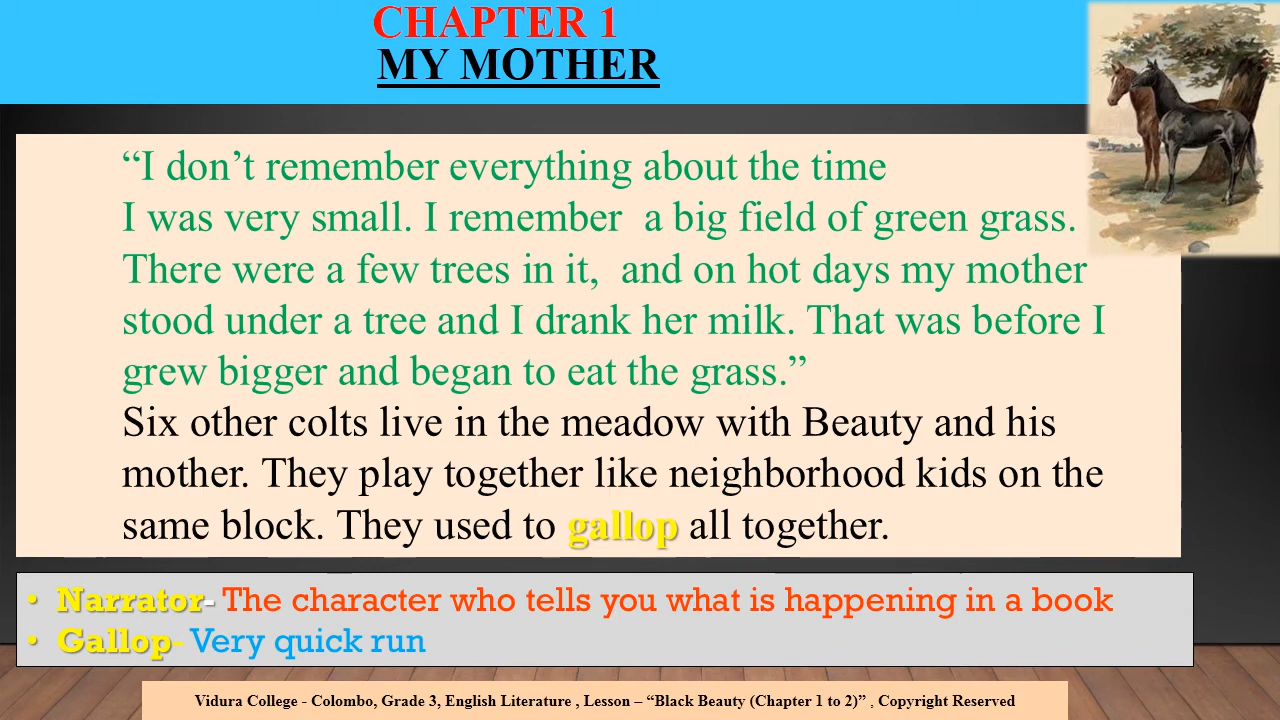 CHAPTER 1
MY MOTHER
“I don’t remember everything about the time
I was very small. I remember  a big field of green grass.
There were a few trees in it,  and on hot days my mother
stood under a tree and I drank her milk. That was before I
grew bigger and began to eat the grass.”
Six other colts live in the meadow with Beauty and his
mother. They play together like neighborhood kids on the
same block. They used to gallop all together.
• Narrator- The character who tells you what is happening in a book
• Gallop- Very quick run
Vidura College - Colombo, Grade 3, English Literature , Lesson – “Black Beauty (Chapter 1 to 2)” , Copyright Reserved